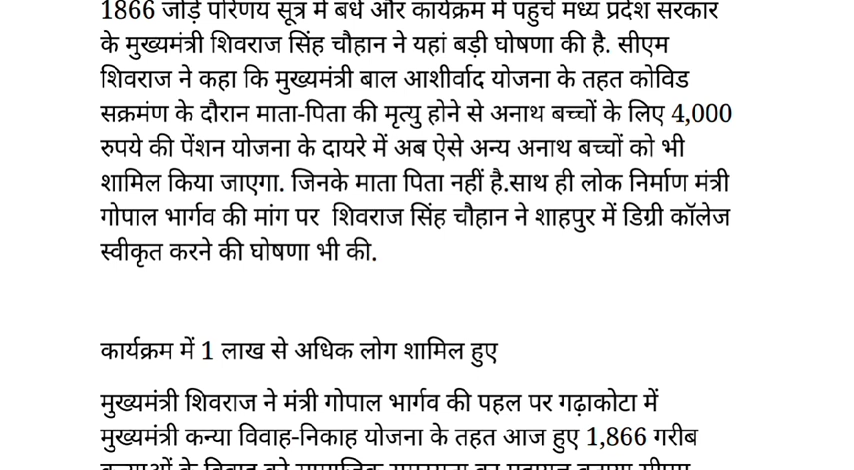 1866 जोड़े परिणय सूत्र में बंधे और कार्यक्रम में पहुंचे मध्य प्रदेश सरकार
के मुख्यमंत्री शिवराज सिंह चौहान ने यहां बड़ी घोषणा की है. सीएम
शिवराज ने कहा कि मुख्यमंत्री बाल आशीर्वाद योजना के तहत कोविड
सक्रमंण के दौरान माता-पिता की मृत्यु होने से अनाथ बच्चों के लिए 4,000
रुपये की पेंशन योजना के दायरे में अब ऐसे अन्य अनाथ बच्चों को भी
शामिल किया जाएगा. जिनके माता पिता नहीं है.साथ ही लोक निर्माण मंत्री
गोपाल भार्गव की मांग पर  शिवराज सिंह चौहान ने शाहपुर में डिग्री कॉलेज
स्वीकृत करने की घोषणा भी की.
कार्यक्रम में 1 लाख से अधिक लोग शामिल हुए
मुख्यमंत्री शिवराज ने मंत्री गोपाल भार्गव की पहल पर गढ़ाकोटा में
मुख्यमंत्री कन्या विवाह-निकाह योजना के तहत आज हुए 1,866 गरीब